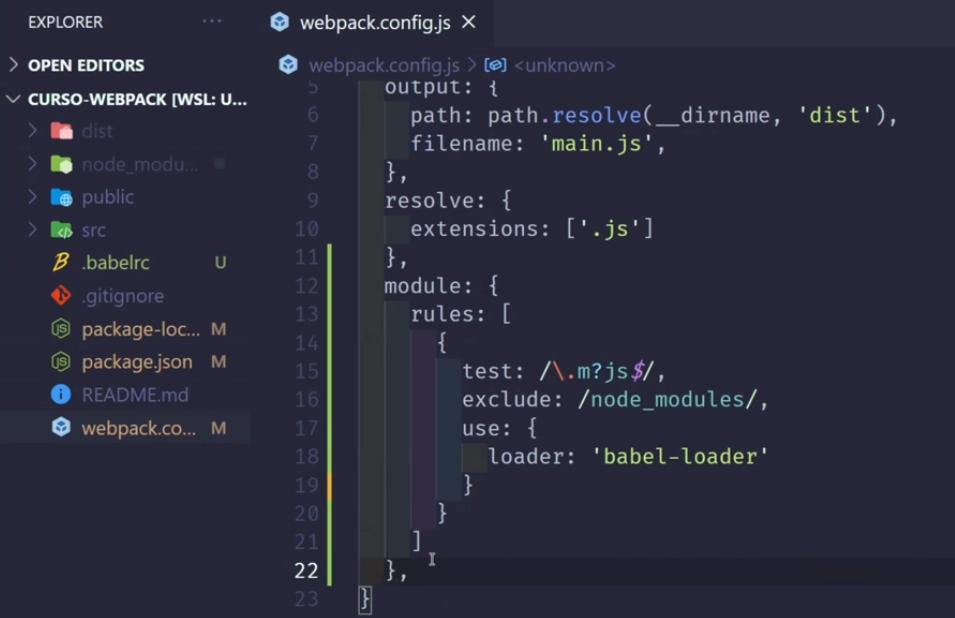 EXPLORER ···
webpack.config.js ×
OPEN EDITORS
CURSO-WEBPACK [WSL: U...
dist
node_modu...
public
src
.babelrc U
.gitignore
package-loc... M
package.json M
README.md
webpack.co... M
webpack.config.js > <unknown>
5 output: {
6 path: path.resolve(__dirname, 'dist'),
7 filename: 'main.js',
8 },
9 resolve: {
10 extensions: ['.js']
11 },
12 module: {
13 rules: [
14 {
15 test: /\.m?js$/,
16 exclude: /node_modules/,
17 use: {
18 loader: 'babel-loader'
19 }
20 }
21 ]
22 },
23 }